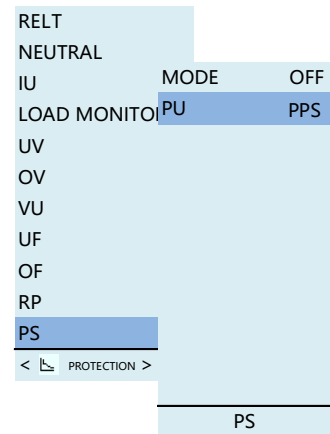 RELT
NEUTRAL
IU
LOAD MONITO
UV
OV
VU
UF
OF
RP
PS
< PROTECTION >
MODE OFF
PU PPS
PS